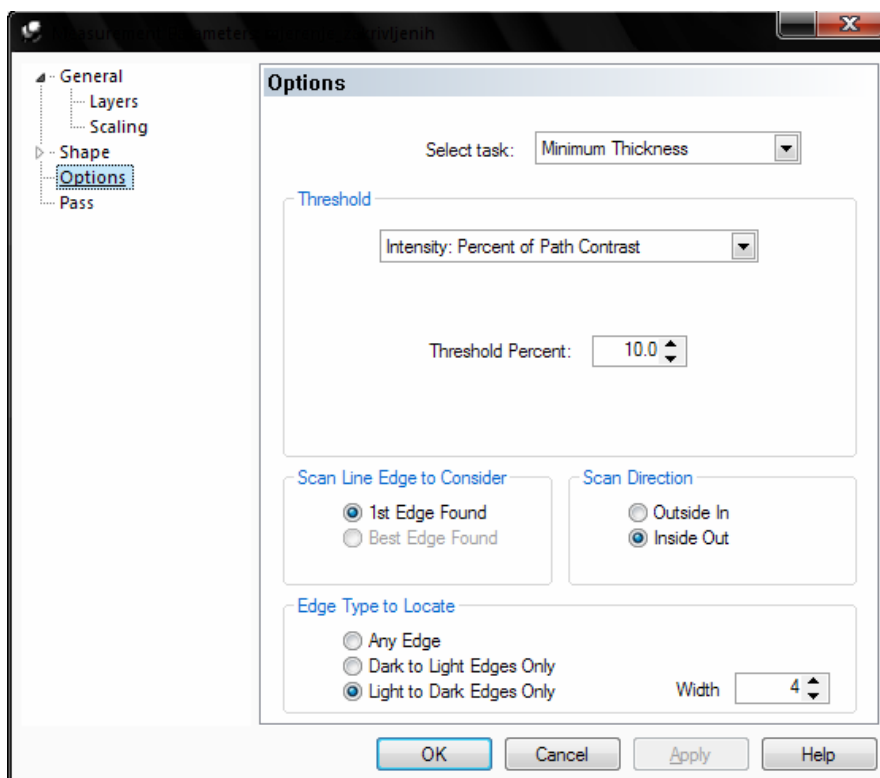 General
Layers
Scaling
Shape
Options
Pass
Options
Select task: Minimum Thickness
Threshold
Intensity: Percent of Path Contrast
Threshold Percent: 10.0
Scan Line Edge to Consider
1st Edge Found
Best Edge Found
Scan Direction
Outside In
Inside Out
Edge Type to Locate
Any Edge
Dark to Light Edges Only
Light to Dark Edges Only
Width 4
OK Cancel Apply Help